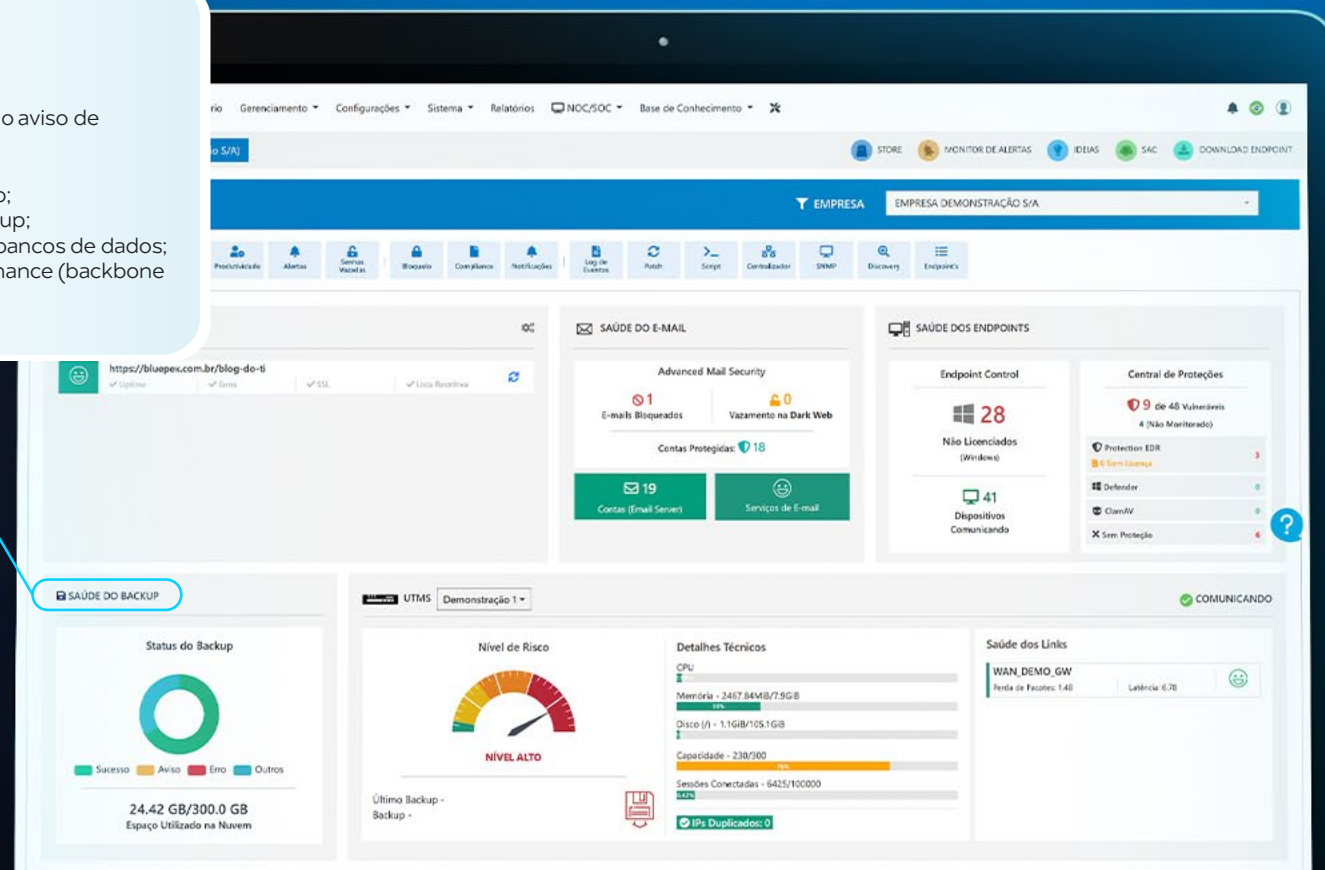 o aviso de
o;
up;
bancos de dados;
nance (backbone
rio Gerenciamento Configurações Sistema Relatórios NOC/SOC Base de Conhecimento
o S/A)
STORE MONITOR DE ALERTAS IDEIAS SAC DOWNLOAD ENDPOINT
EMPRESA EMPRESA DEMONSTRAÇÃO S/A
Produtividade Alertas Senhas Vazadas Bloqueio Compliance Notificações Log de Eventos Patch Script Centralizador SNMP Discovery Endpoint's
https://bluepex.com.br/blog-do-ti
Uptime Erros SSL Lista Restritiva
SAÚDE DO E-MAIL
Advanced Mail Security
1
E-mails Bloqueados
0
Vazamento na Dark Web
Contas Protegidas: 18
19
Contas (Email Server)
Serviços de E-mail
SAÚDE DOS ENDPOINTS
Endpoint Control
28
Não Licenciados
(Windows)
41
Dispositivos
Comunicando
Central de Proteções
9 de 48 Vulneráveis
4 (Não Monitorado)
Protection EDR 3
6 Sem Licença
Defender 0
ClamAV 0
Sem Proteção 6
?
SAÚDE DO BACKUP
Status do Backup
Sucesso Aviso Erro Outros
24.42 GB/300.0 GB
Espaço Utilizado na Nuvem
UTMS Demonstração 1
COMUNICANDO
Nível de Risco
NÍVEL ALTO
Último Backup -
Backup -
Detalhes Técnicos
CPU
Memória - 2467.84MiB/7.9GiB
Disco (/) - 1.1GiB/105.1GiB
Capacidade - 230/300
76%
Sessões Conectadas - 6425/100000
IPs Duplicados: 0
Saúde dos Links
WAN_DEMO_GW
Perda de Pacotes: 1.48 Latência: 6.78